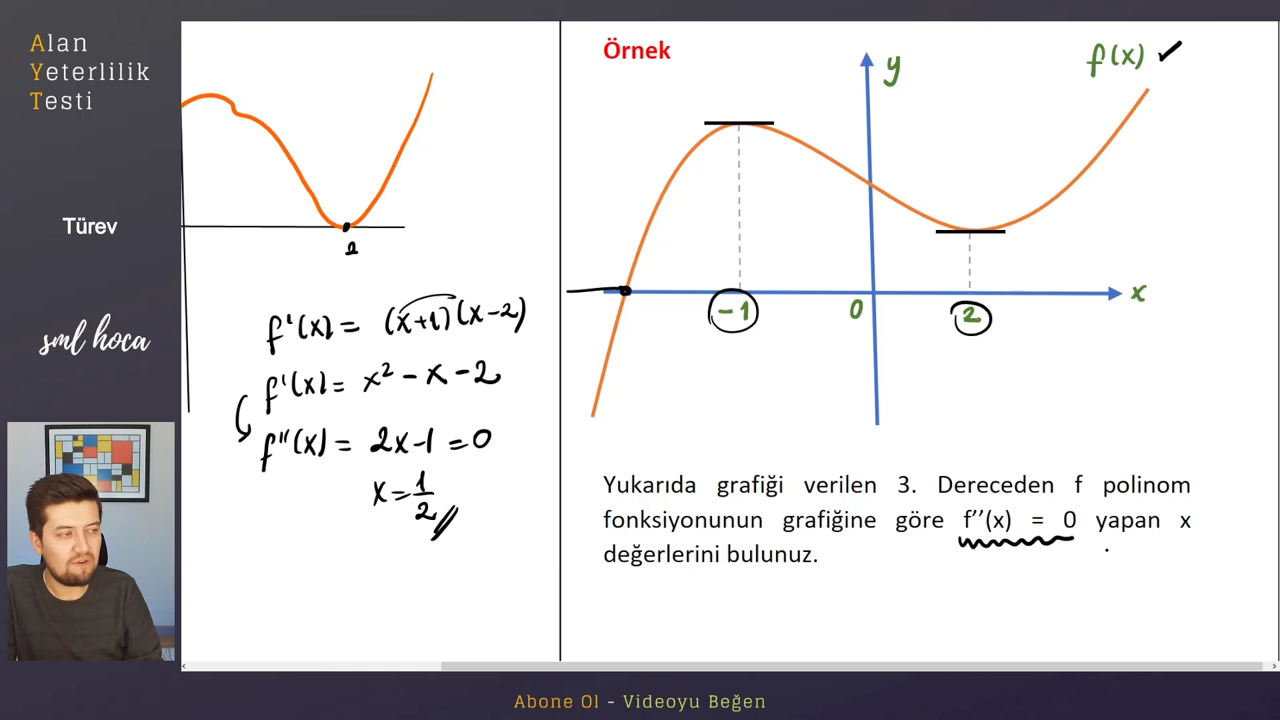 Alan
Yeterlilik
Testi
Türev
sml hoca
2
f'(x) = (x+1)(x-2)
f'(x) = x² - x - 2
f''(x) = 2x-1 = 0
x = 1/2
Örnek
y
f(x)
-1
0
2
x
Yukarıda grafiği verilen 3. Dereceden f polinom
fonksiyonunun grafiğine göre f’’(x) = 0 yapan x
değerlerini bulunuz.
Abone Ol - Videoyu Beğen